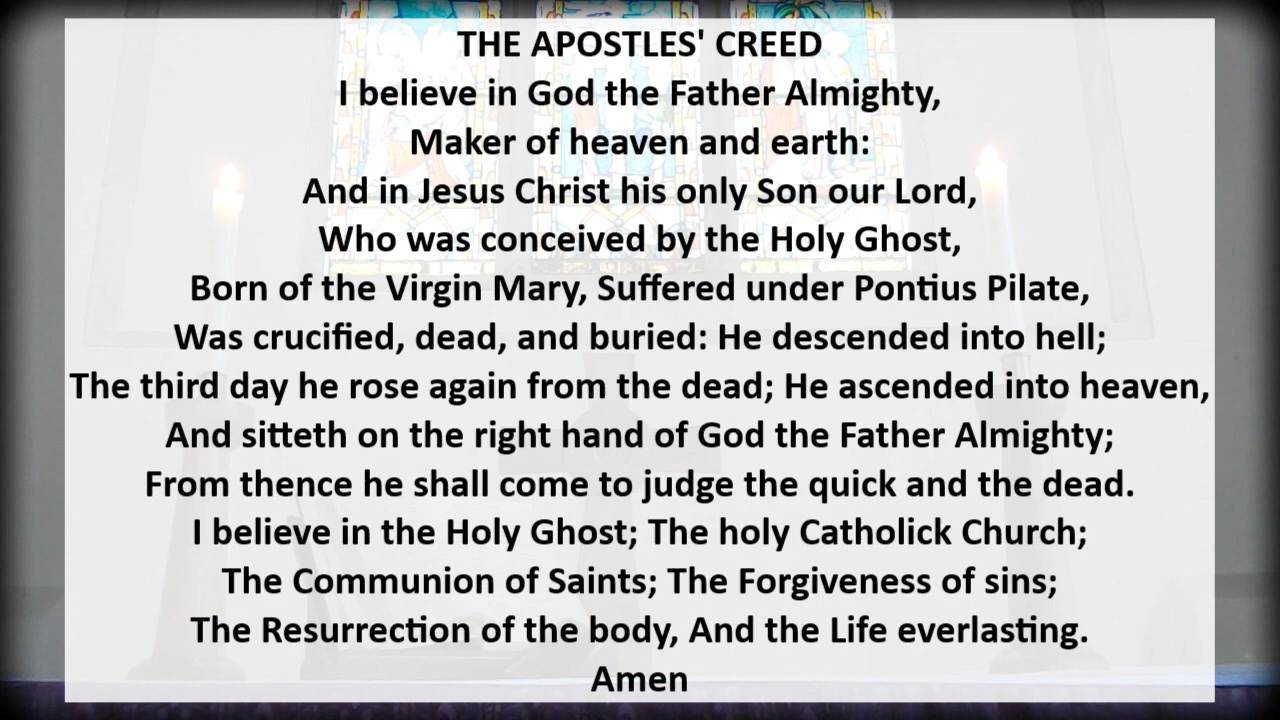 THE APOSTLES' CREED
I believe in God the Father Almighty,
Maker of heaven and earth:
And in Jesus Christ his only Son our Lord,
Who was conceived by the Holy Ghost,
Born of the Virgin Mary, Suffered under Pontius Pilate,
Was crucified, dead, and buried: He descended into hell;
The third day he rose again from the dead; He ascended into heaven,
And sitteth on the right hand of God the Father Almighty;
From thence he shall come to judge the quick and the dead.
I believe in the Holy Ghost; The holy Catholick Church;
The Communion of Saints; The Forgiveness of sins;
The Resurrection of the body, And the Life everlasting.
Amen